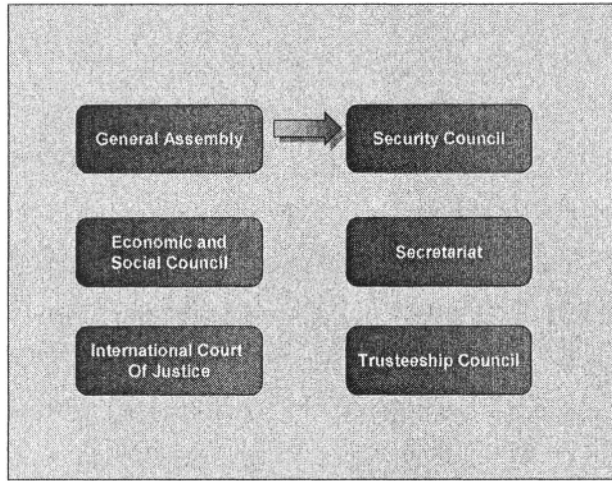 General Assembly
Security Council
Economic and
Social Council
Secretariat
International Court
Of Justice
Trusteeship Council